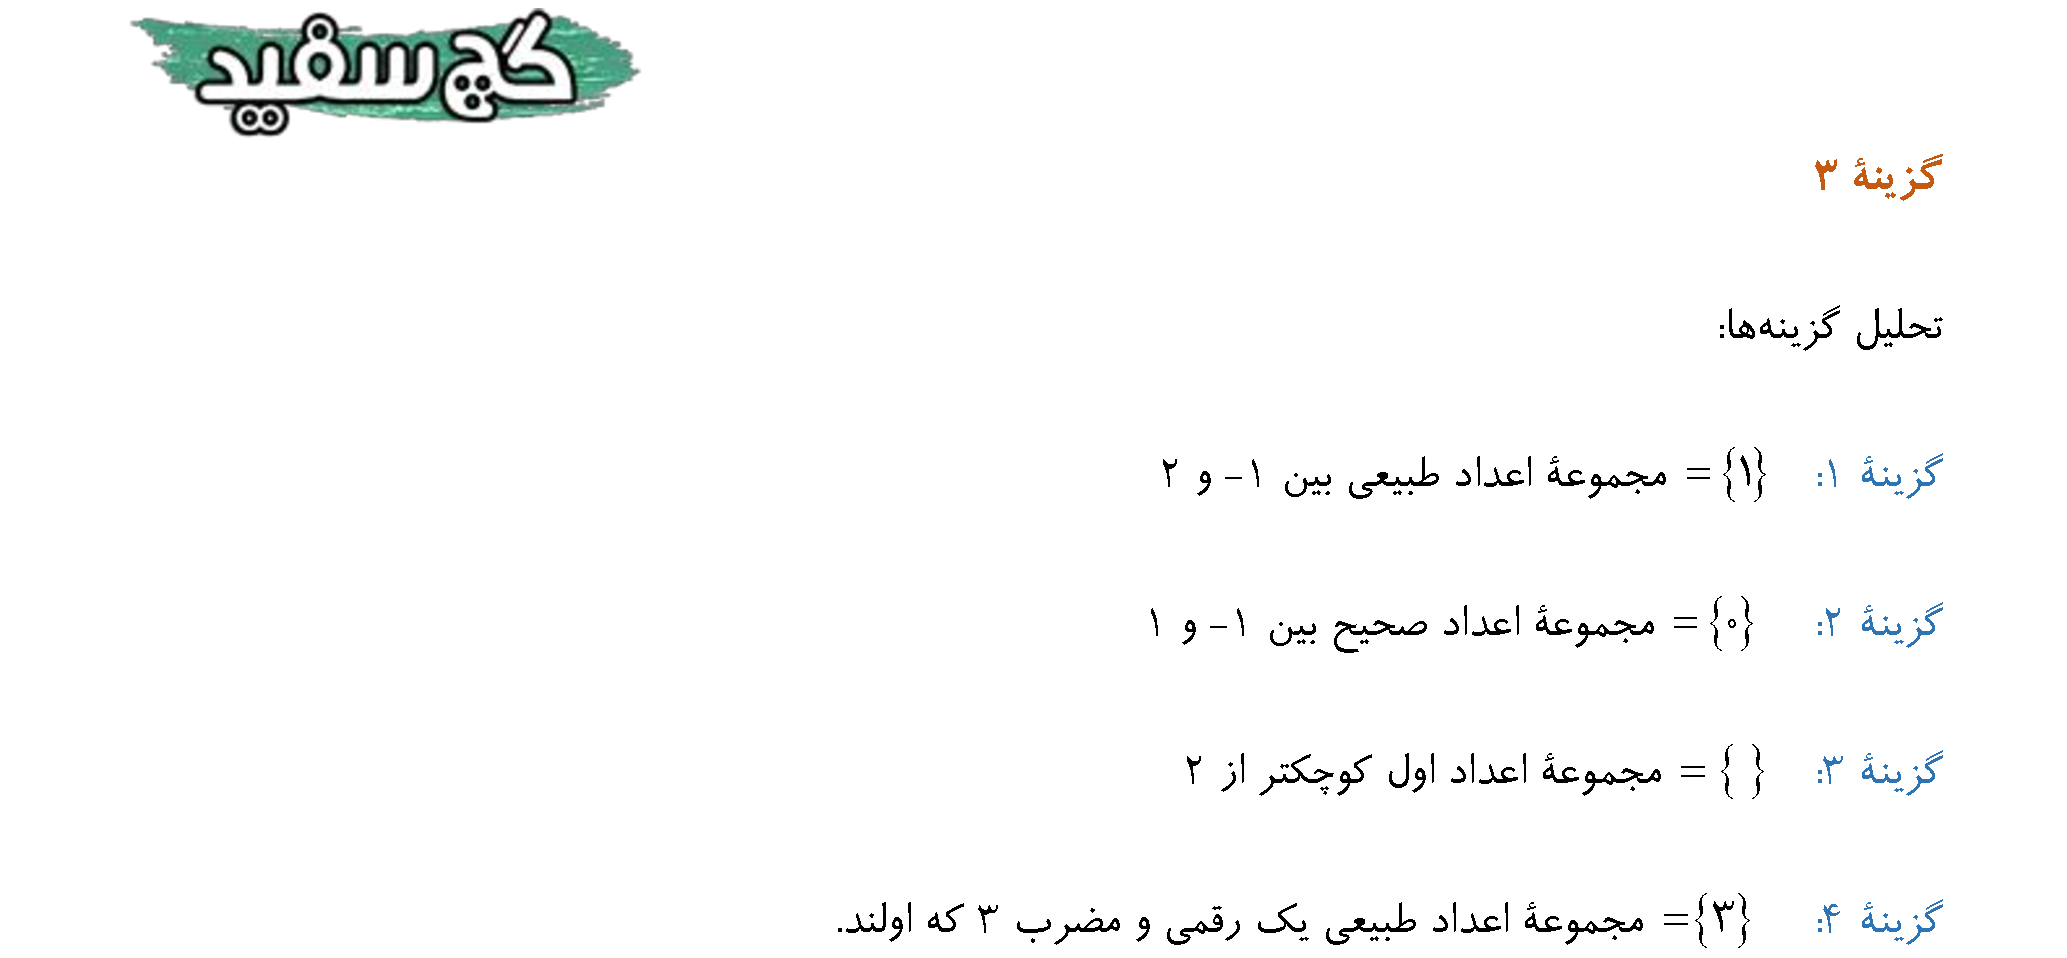 گچ سفید
گزینهٔ ۳
تحلیل گزینه‌ها:
گزینهٔ ۱: {۱} = مجموعهٔ اعداد طبیعی بین ۱- و ۲
گزینهٔ ۲: {۰} = مجموعهٔ اعداد صحیح بین ۱- و ۱
گزینهٔ ۳: { } = مجموعهٔ اعداد اول کوچکتر از ۲
گزینهٔ ۴: {۳} = مجموعهٔ اعداد طبیعی یک رقمی و مضرب ۳ که اولند.